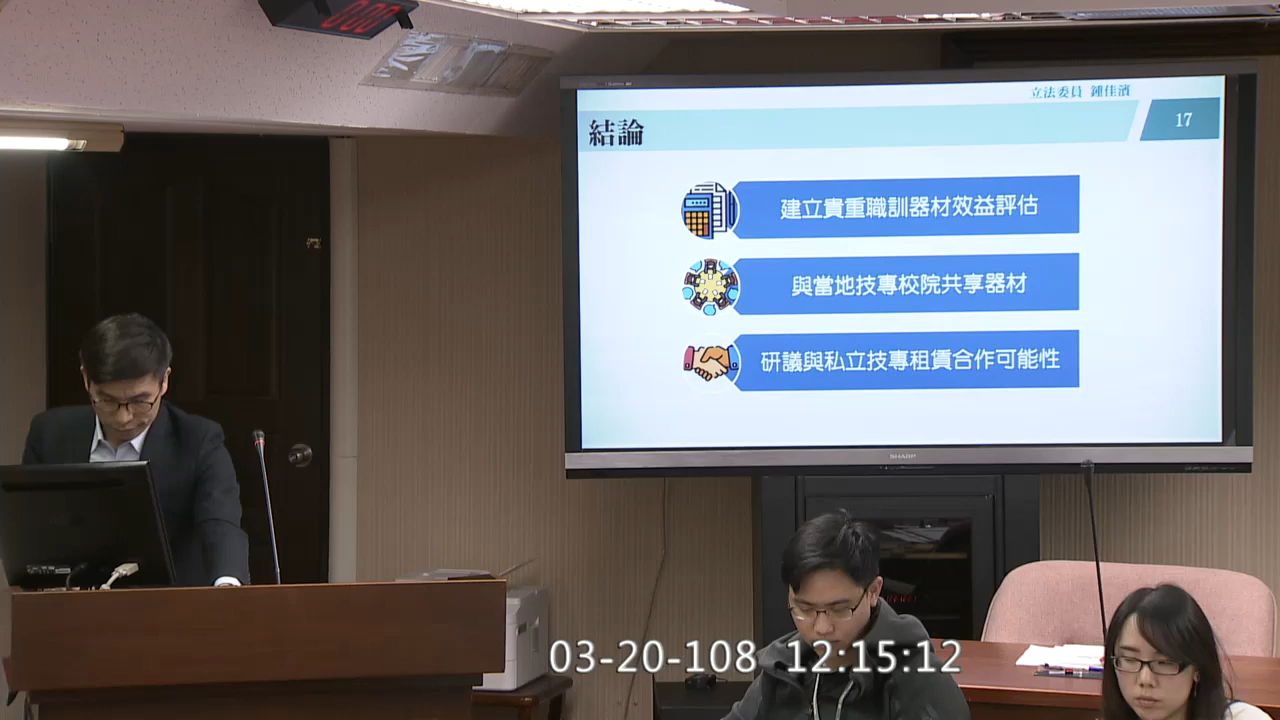 立法委員 鍾佳濱
結論
17
建立貴重職訓器材效益評估
與當地技專校院共享器材
研議與私立技專租賃合作可能性
SHARP
03-20-108 12:15:12